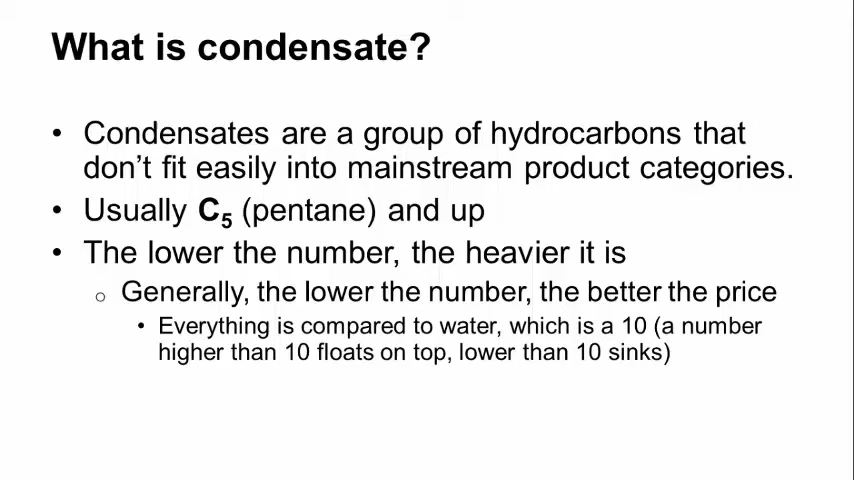 What is condensate?
• Condensates are a group of hydrocarbons that
don’t fit easily into mainstream product categories.
• Usually C₅ (pentane) and up
• The lower the number, the heavier it is
○ Generally, the lower the number, the better the price
• Everything is compared to water, which is a 10 (a number
higher than 10 floats on top, lower than 10 sinks)